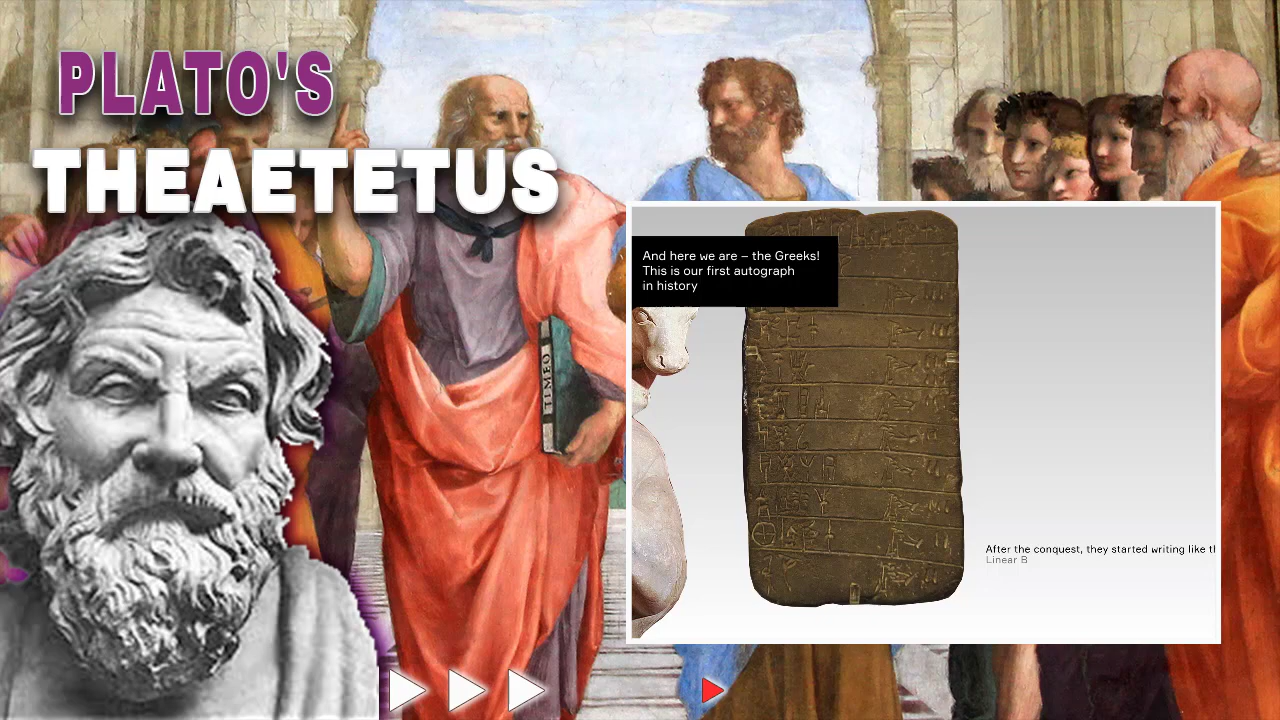 PLATO'S
THEAETETUS
TIMEO
And here we are – the Greeks!
This is our first autograph
in history
After the conquest, they started writing like
Linear B